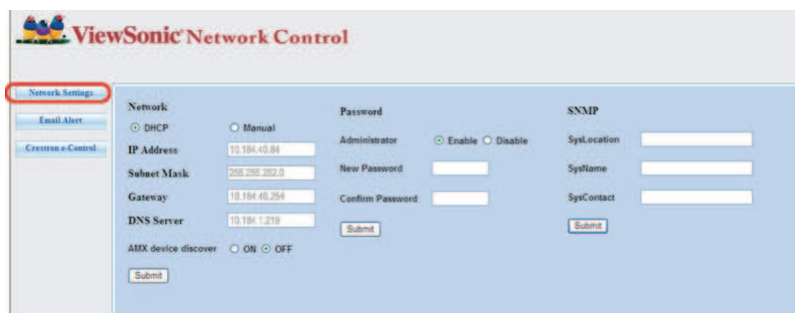 ViewSonic® Network Control
Network Settings
Email Alert
Crestron e-Control
Network
DHCP Manual
IP Address 10.184.40.84
Subnet Mask 255.255.252.0
Gateway 10.184.40.254
DNS Server 10.184.1.219
AMX device discover ON OFF
Submit
Password
Administrator Enable Disable
New Password
Confirm Password
Submit
SNMP
SysLocation
SysName
SysContact
Submit